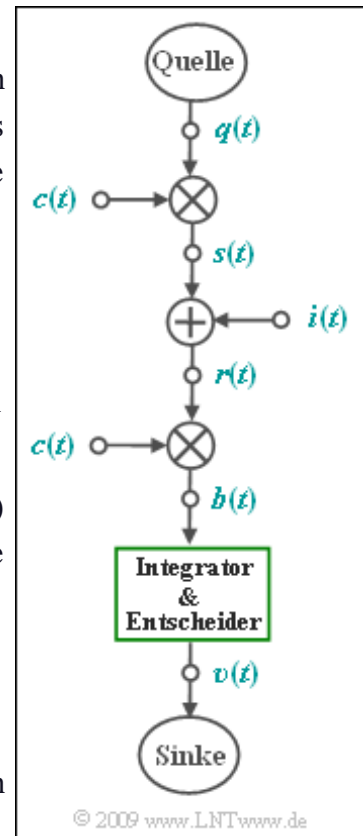 Quelle
q(t)
c(t)
s(t)
i(t)
r(t)
c(t)
b(t)
Integrator
&
Entscheider
v(t)
Sinke
© 2009 www.LNTwww.de